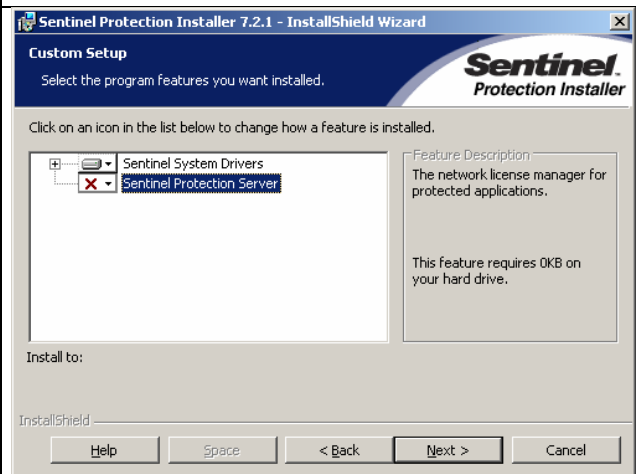 Sentinel Protection Installer 7.2.1 - InstallShield Wizard
Custom Setup
Select the program features you want installed.
Sentinel.
Protection Installer
Click on an icon in the list below to change how a feature is installed.
Sentinel System Drivers
Sentinel Protection Server
Feature Description
The network license manager for
protected applications.
This feature requires 0KB on
your hard drive.
Install to:
InstallShield
Help
Space
< Back
Next >
Cancel